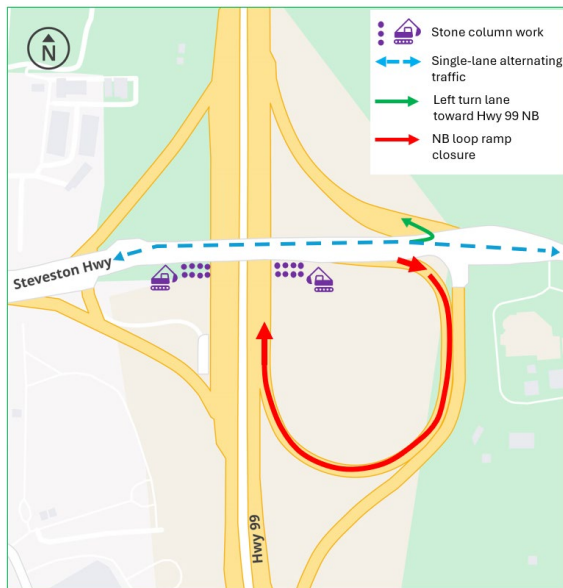 N
Stone column work
Single-lane alternating
traffic
Left turn lane
toward Hwy 99 NB
NB loop ramp
closure
Steveston Hwy
Hwy 99